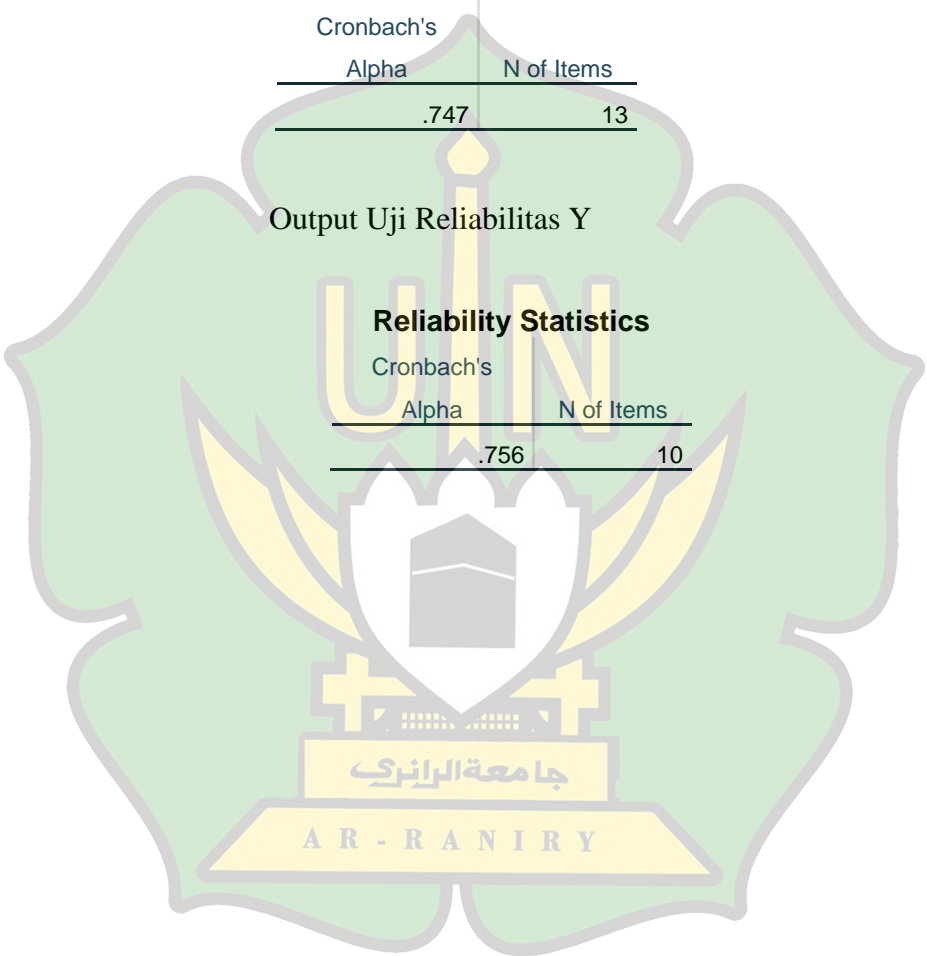 Cronbach's
Alpha N of Items
.747 13
Output Uji Reliabilitas Y
UIN
Reliability Statistics
Cronbach's
Alpha N of Items
.756 10
جامعةالرانري
AR-RANIRY